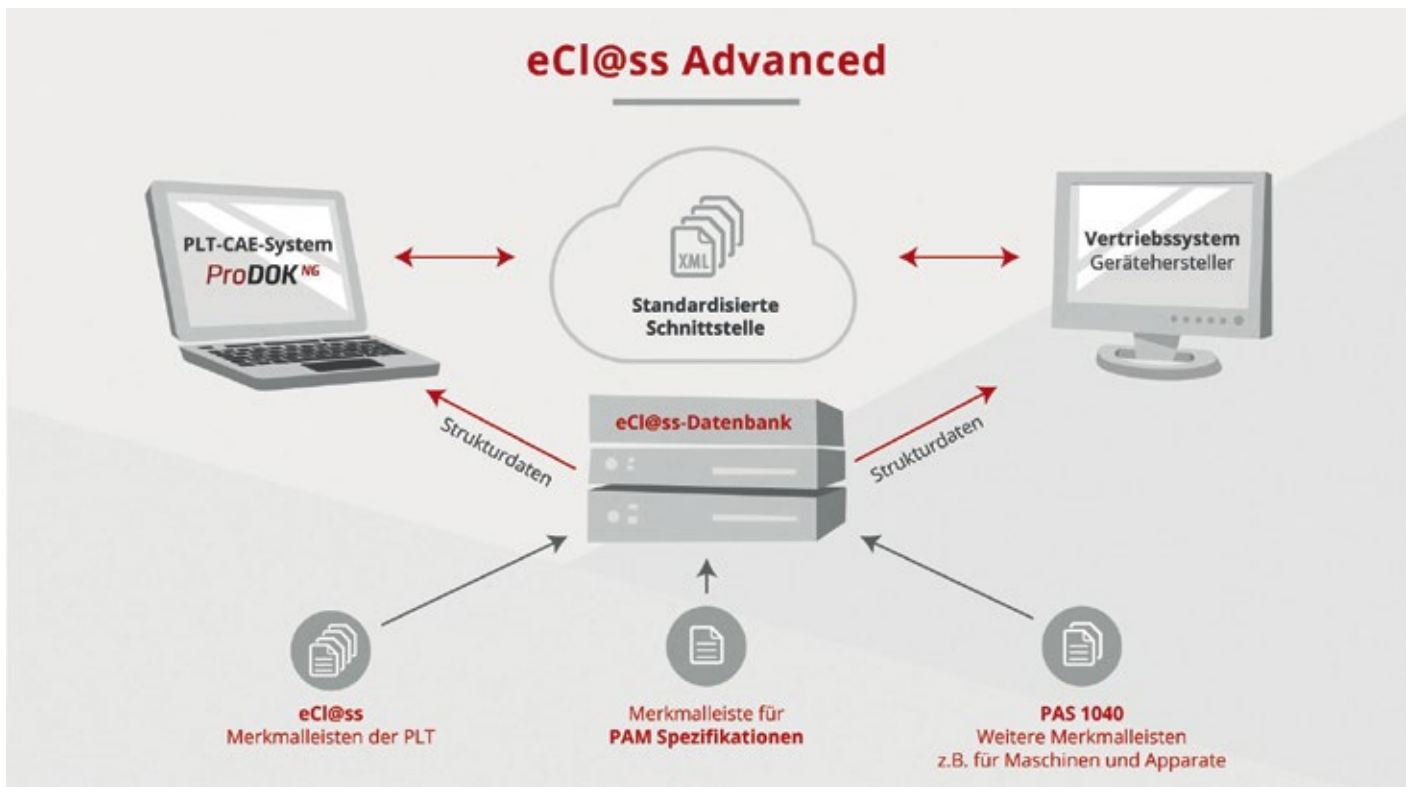 eCl@ss Advanced
PLT-CAE-System
ProDOK NG
XML
Standardisierte
Schnittstelle
Vertriebssystem
Gerätehersteller
eCl@ss-Datenbank
Strukturdaten
Strukturdaten
eCl@ss
Merkmalleisten der PLT
Merkmalleiste für
PAM Spezifikationen
PAS 1040
Weitere Merkmalleisten
z.B. für Maschinen und Apparate